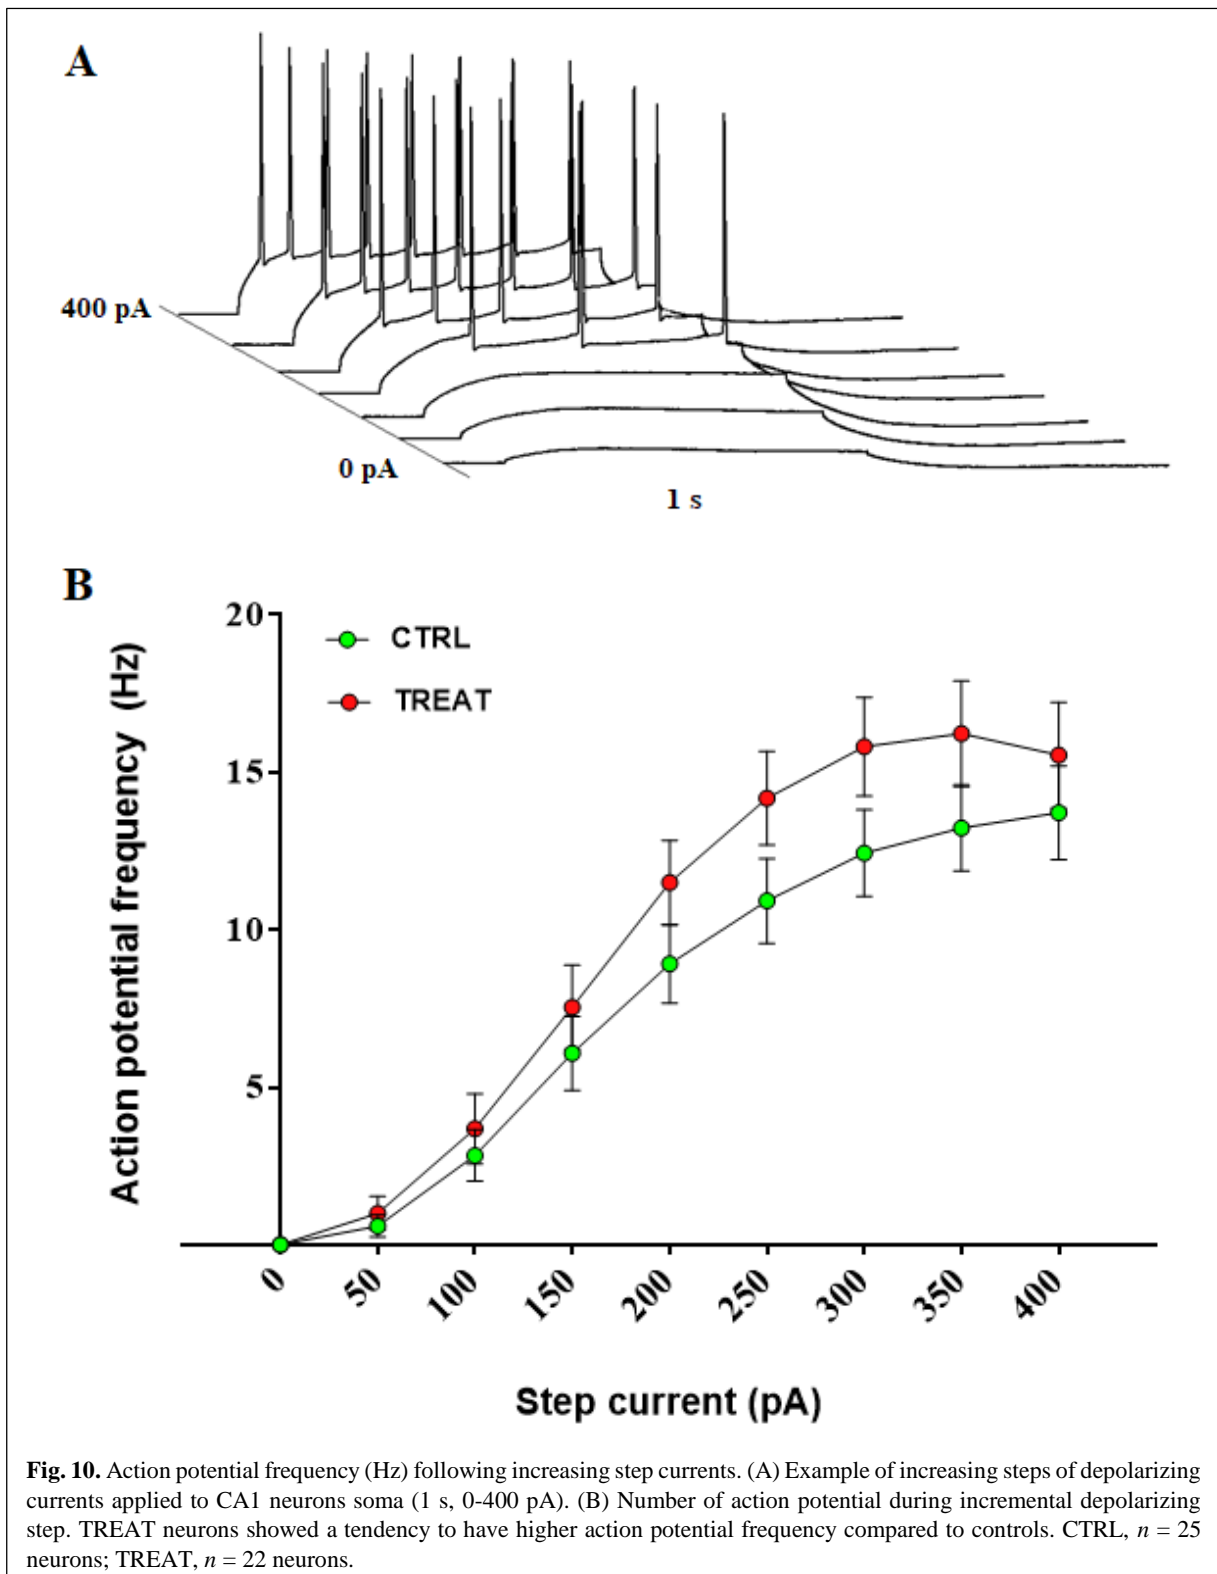 A
400 pA
0 pA
1 s
B
Action potential frequency (Hz)
20
15
10
5
CTRL
TREAT
0
50
100
150
200
250
300
350
400
Step current (pA)
Fig. 10. Action potential frequency (Hz) following increasing step currents. (A) Example of increasing steps of depolarizing
currents applied to CA1 neurons soma (1 s, 0-400 pA). (B) Number of action potential during incremental depolarizing
step. TREAT neurons showed a tendency to have higher action potential frequency compared to controls. CTRL, n = 25
neurons; TREAT, n = 22 neurons.